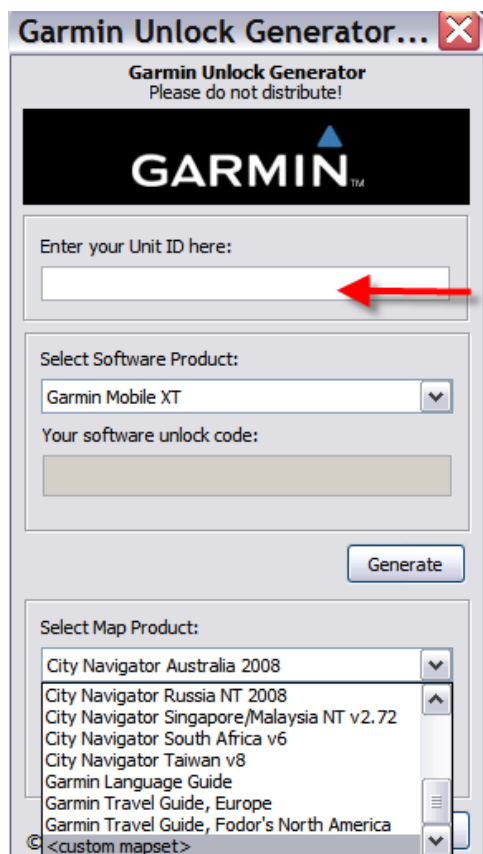 Garmin Unlock Generator...
Garmin Unlock Generator
Please do not distribute!
GARMIN™
Enter your Unit ID here:
Select Software Product:
Garmin Mobile XT
Your software unlock code:
Generate
Select Map Product:
City Navigator Australia 2008
City Navigator Russia NT 2008
City Navigator Singapore/Malaysia NT v2.72
City Navigator South Africa v6
City Navigator Taiwan v8
Garmin Language Guide
Garmin Travel Guide, Europe
Garmin Travel Guide, Fodor's North America
© <custom mapset>